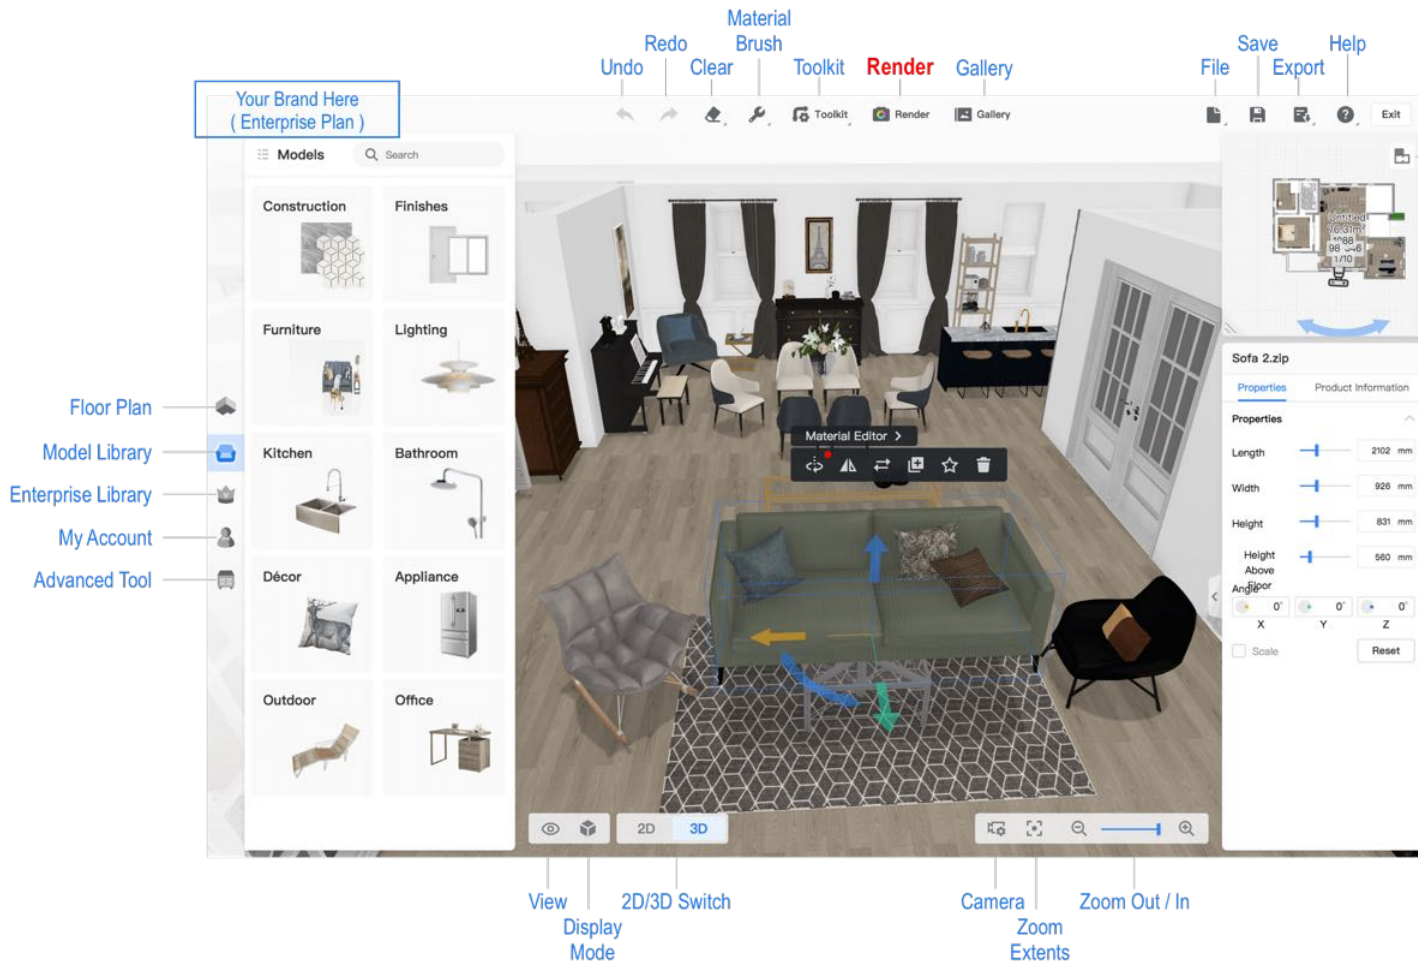 Material
Redo Brush Save Help
Undo Clear Toolkit Render Gallery File Export
Your Brand Here
( Enterprise Plan )
Toolkit Render Gallery Exit
Models Search
Construction Finishes
Furniture Lighting
Kitchen Bathroom
Décor Appliance
Outdoor Office
Floor Plan
Model Library
Enterprise Library
My Account
Advanced Tool
Material Editor >
Untitled
76.31m²
Sofa 2.zip
Properties Product Information
Properties
Length 2102 mm
Width 926 mm
Height 831 mm
Height 560 mm
Above
Floor
Angle
0° 0° 0°
X Y Z
Scale Reset
2D 3D
View 2D/3D Switch Camera Zoom Out / In
Display Zoom
Mode Extents